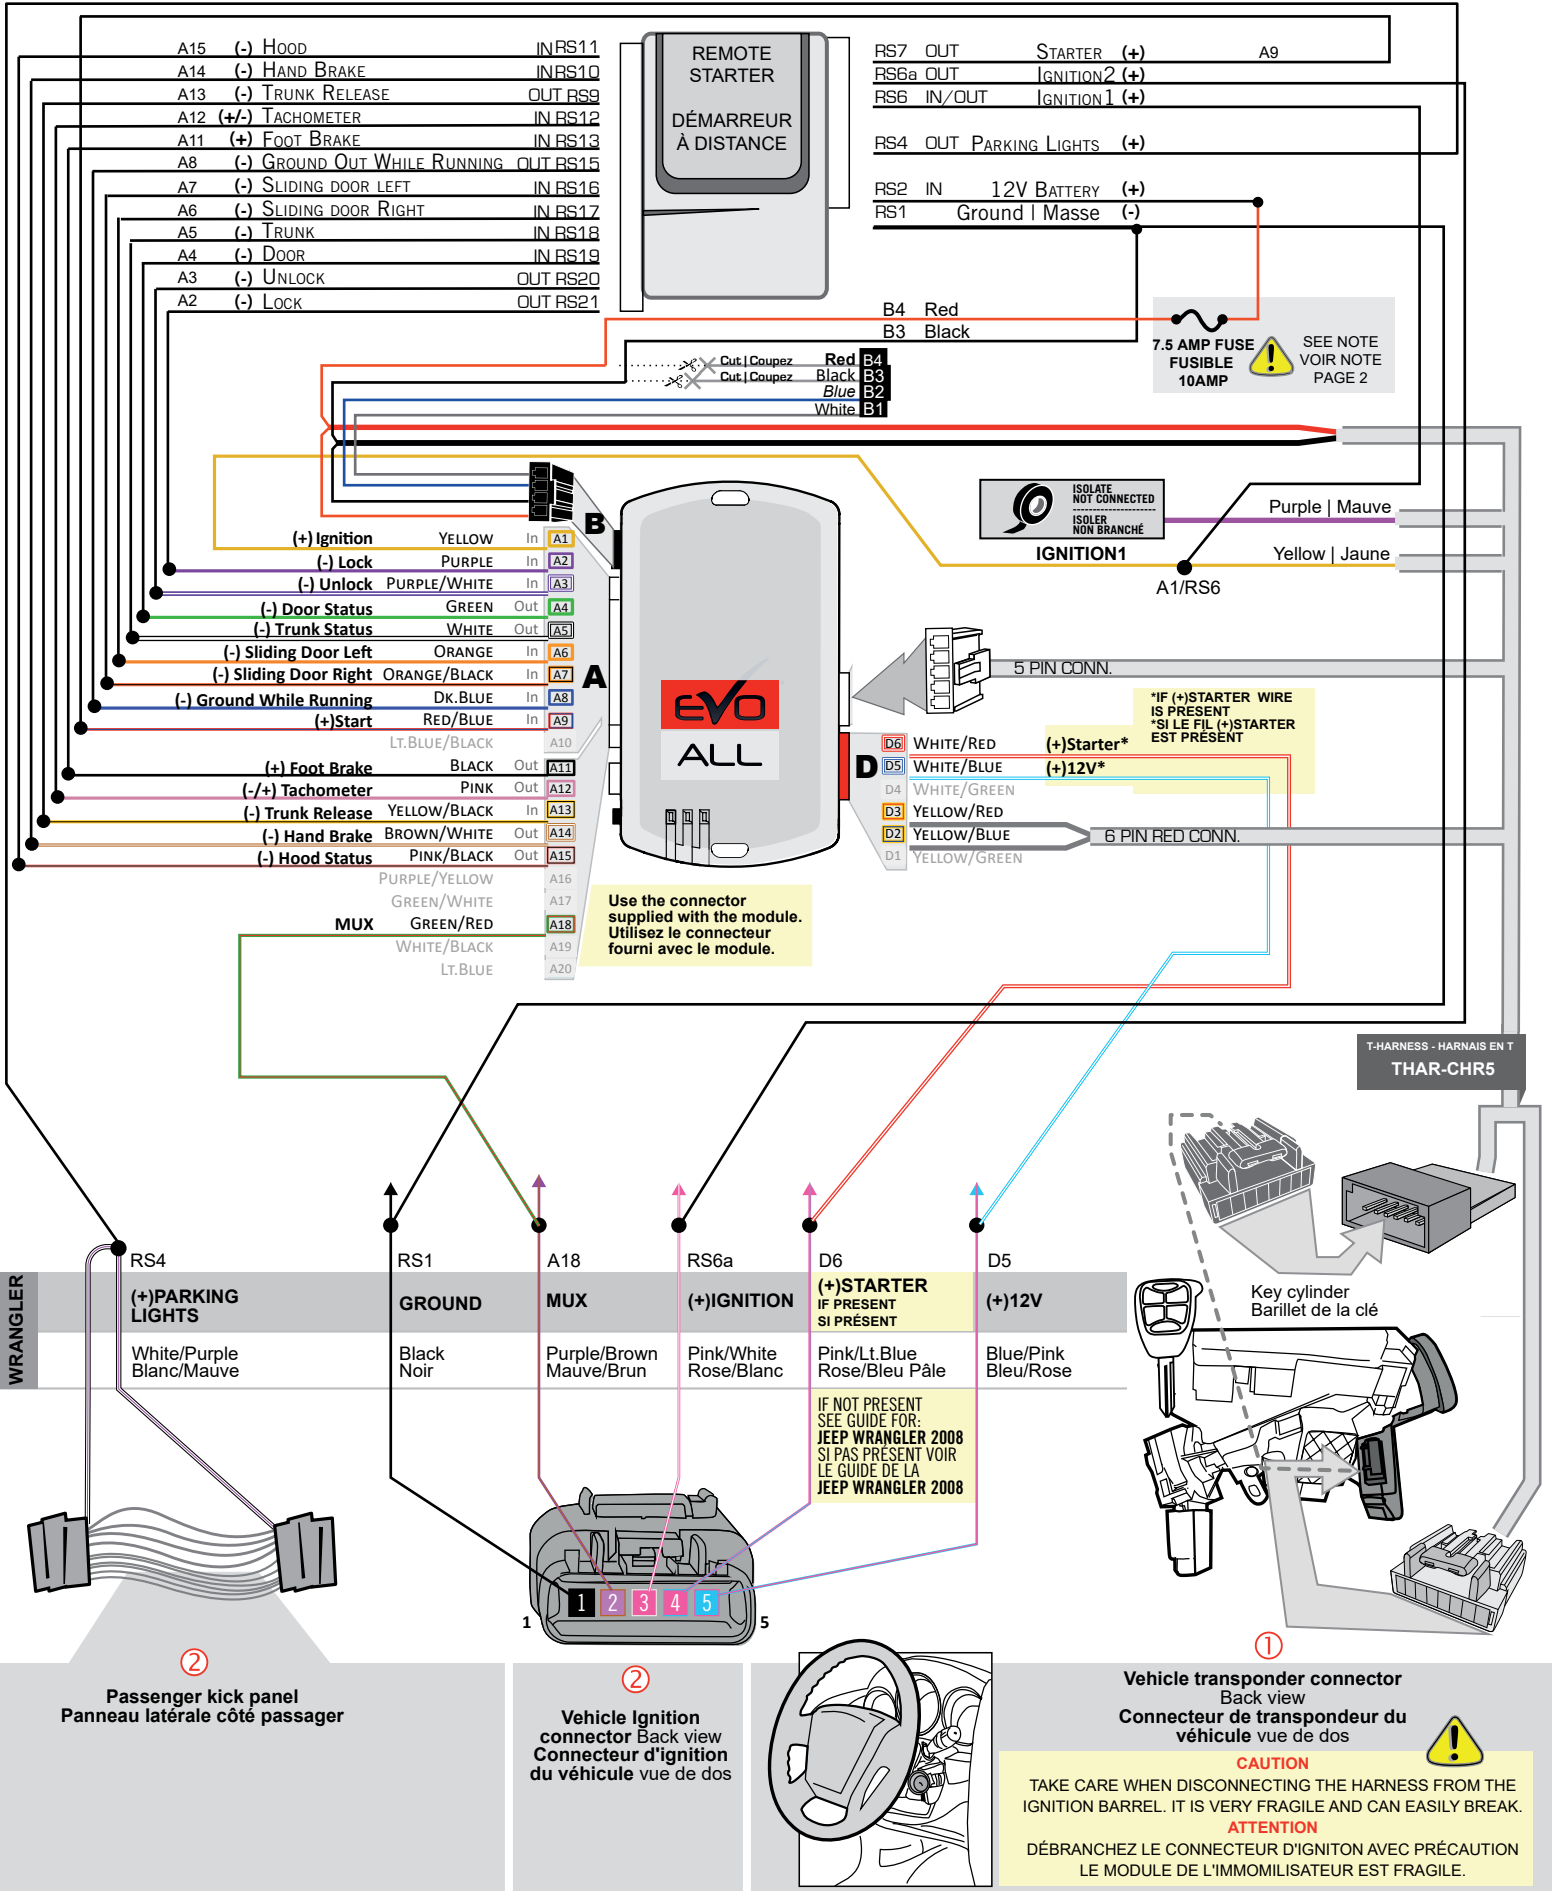 A15 (-) HOOD IN RS11
A14 (-) HAND BRAKE IN RS10
A13 (-) TRUNK RELEASE OUT RS9
A12 (+/-) TACHOMETER IN RS12
A11 (+) FOOT BRAKE IN RS13
A8 (-) GROUND OUT WHILE RUNNING OUT RS15
A7 (-) SLIDING DOOR LEFT IN RS16
A6 (-) SLIDING DOOR RIGHT IN RS17
A5 (-) TRUNK IN RS18
A4 (-) DOOR IN RS19
A3 (-) UNLOCK OUT RS20
A2 (-) LOCK OUT RS21
REMOTE
STARTER
DÉMARREUR
À DISTANCE
RS7 OUT STARTER (+) A9
RS6a OUT IGNITION2 (+)
RS6 IN/OUT IGNITION1 (+)
RS4 OUT PARKING LIGHTS (+)
RS2 IN 12V BATTERY (+)
RS1 Ground | Masse (-)
B4 Red
B3 Black
7.5 AMP FUSE
FUSIBLE
10AMP
SEE NOTE
VOIR NOTE
PAGE 2
Cut | Coupez Red B4
Cut | Coupez Black B3
Blue B2
White B1
ISOLATE
NOT CONNECTED
ISOLER
NON BRANCHÉ
IGNITION1
Purple | Mauve
Yellow | Jaune
A1/RS6
B
A
(+) Ignition YELLOW In A1
(-) Lock PURPLE In A2
(-) Unlock PURPLE/WHITE In A3
(-) Door Status GREEN Out A4
(-) Trunk Status WHITE Out A5
(-) Sliding Door Left ORANGE In A6
(-) Sliding Door Right ORANGE/BLACK In A7
(-) Ground While Running DK.BLUE In A8
(+)Start RED/BLUE In A9
LT.BLUE/BLACK A10
(+) Foot Brake BLACK Out A11
(-/+) Tachometer PINK Out A12
(-) Trunk Release YELLOW/BLACK In A13
(-) Hand Brake BROWN/WHITE Out A14
(-) Hood Status PINK/BLACK Out A15
PURPLE/YELLOW A16
GREEN/WHITE A17
MUX GREEN/RED A18
WHITE/BLACK A19
LT.BLUE A20
EVO
ALL
5 PIN CONN.
*IF (+)STARTER WIRE
IS PRESENT
*SI LE FIL (+)STARTER
EST PRÉSENT
D
D6 WHITE/RED (+)Starter*
D5 WHITE/BLUE (+)12V*
D4 WHITE/GREEN
D3 YELLOW/RED
D2 YELLOW/BLUE
D1 YELLOW/GREEN
6 PIN RED CONN.
Use the connector
supplied with the module.
Utilisez le connecteur
fourni avec le module.
T-HARNESS - HARNAIS EN T
THAR-CHR5
Key cylinder
Barillet de la clé
WRANGLER
RS4 RS1 A18 RS6a D6 D5
(+)PARKING
LIGHTS
GROUND
MUX
(+)IGNITION
(+)STARTER
IF PRESENT
SI PRÉSENT
(+)12V
White/Purple
Blanc/Mauve
Black
Noir
Purple/Brown
Mauve/Brun
Pink/White
Rose/Blanc
Pink/Lt.Blue
Rose/Bleu Pâle
Blue/Pink
Bleu/Rose
IF NOT PRESENT
SEE GUIDE FOR:
JEEP WRANGLER 2008
SI PAS PRÉSENT VOIR
LE GUIDE DE LA
JEEP WRANGLER 2008
1 2 3 4 5
1 5
2
Passenger kick panel
Panneau latérale côté passager
2
Vehicle Ignition
connector Back view
Connecteur d'ignition
du véhicule vue de dos
1
Vehicle transponder connector
Back view
Connecteur de transpondeur du
véhicule vue de dos
CAUTION
TAKE CARE WHEN DISCONNECTING THE HARNESS FROM THE
IGNITION BARREL. IT IS VERY FRAGILE AND CAN EASILY BREAK.
ATTENTION
DÉBRANCHEZ LE CONNECTEUR D'IGNITON AVEC PRÉCAUTION
LE MODULE DE L'IMMOMILISATEUR EST FRAGILE.